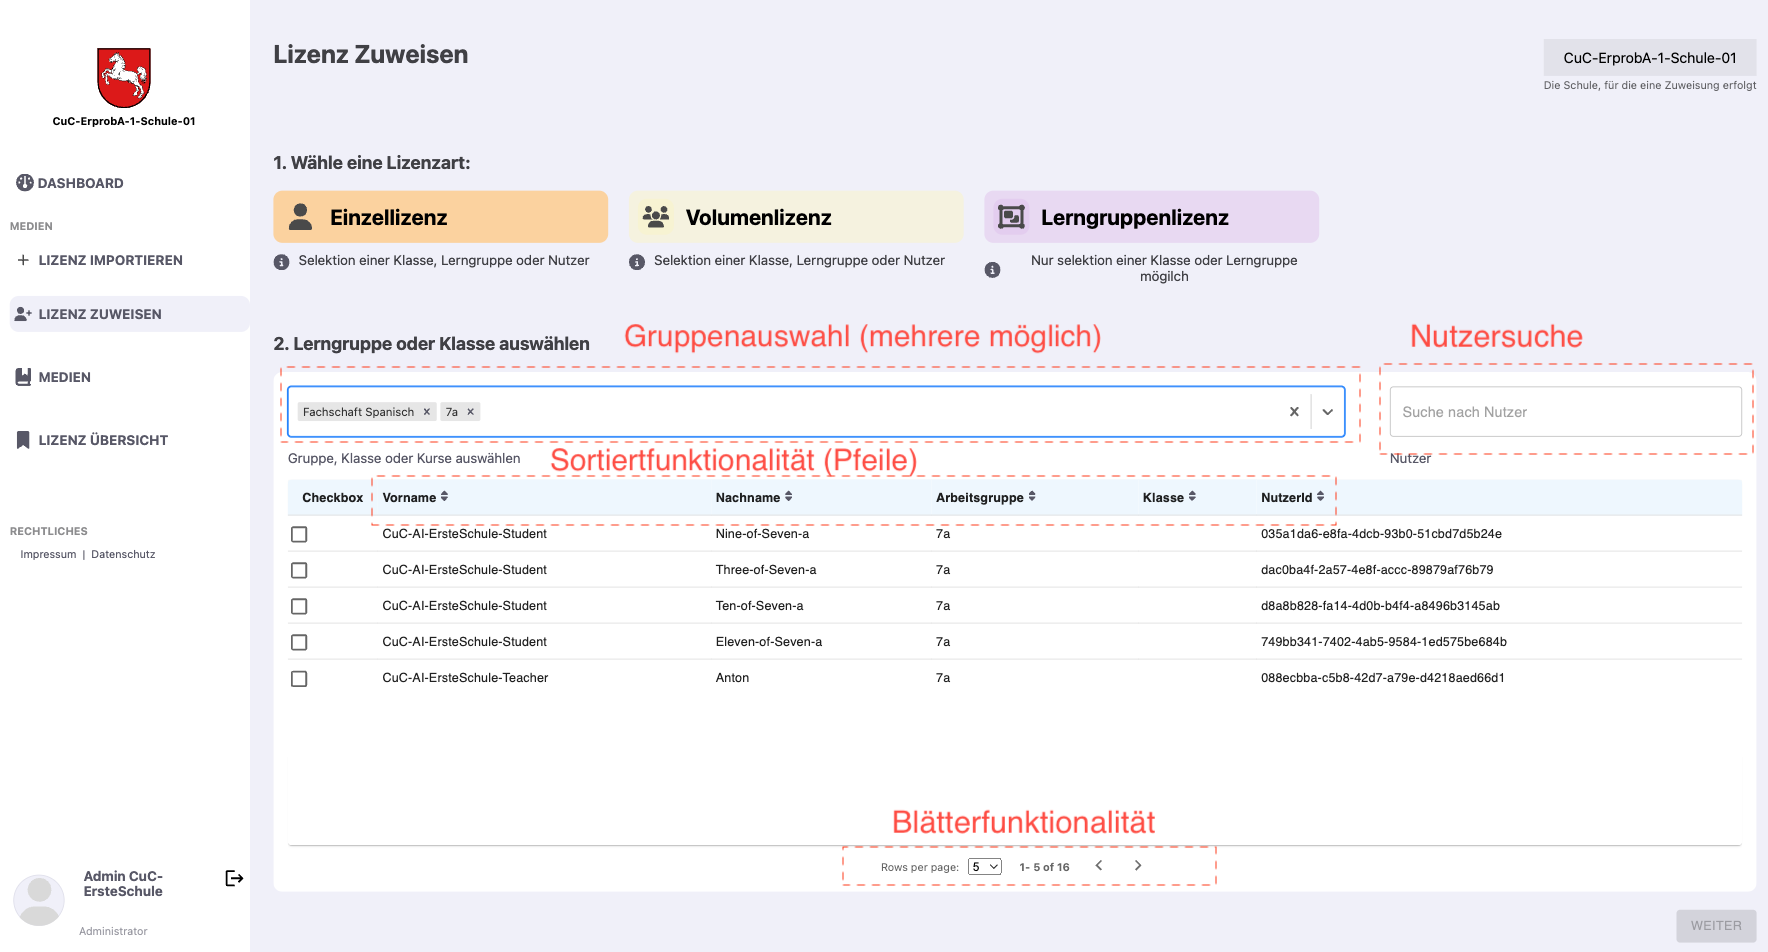 CuC-ErprobA-1-Schule-01
DASHBOARD
MEDIEN
LIZENZ IMPORTIEREN
LIZENZ ZUWEISEN
MEDIEN
LIZENZ ÜBERSICHT
RECHTLICHES
Impressum | Datenschutz
Admin CuC-
ErsteSchule
Administrator
Lizenz Zuweisen
CuC-ErprobA-1-Schule-01
Die Schule, für die eine Zuweisung erfolgt
1. Wähle eine Lizenzart:
Einzellizenz
Selektion einer Klasse, Lerngruppe oder Nutzer
Volumenlizenz
Selektion einer Klasse, Lerngruppe oder Nutzer
Lerngruppenlizenz
Nur selektion einer Klasse oder Lerngruppe
mögilch
2. Lerngruppe oder Klasse auswählen
Gruppenauswahl (mehrere möglich)
Nutzersuche
Fachschaft Spanisch x 7a x
Suche nach Nutzer
Gruppe, Klasse oder Kurse auswählen
Nutzer
Sortiertfunktionalität (Pfeile)
Checkbox Vorname Nachname Arbeitsgruppe Klasse NutzerId
CuC-AI-ErsteSchule-Student Nine-of-Seven-a 7a 035a1da6-e8fa-4dcb-93b0-51cbd7d5b24e
CuC-AI-ErsteSchule-Student Three-of-Seven-a 7a dac0ba4f-2a57-4e8f-accc-89879af76b79
CuC-AI-ErsteSchule-Student Ten-of-Seven-a 7a d8a8b828-fa14-4d0b-b4f4-a8496b3145ab
CuC-AI-ErsteSchule-Student Eleven-of-Seven-a 7a 749bb341-7402-4ab5-9584-1ed575be684b
CuC-AI-ErsteSchule-Teacher Anton 7a 088ecbba-c5b8-42d7-a79e-d4218aed66d1
Blätterfunktionalität
Rows per page: 5 1- 5 of 16
WEITER